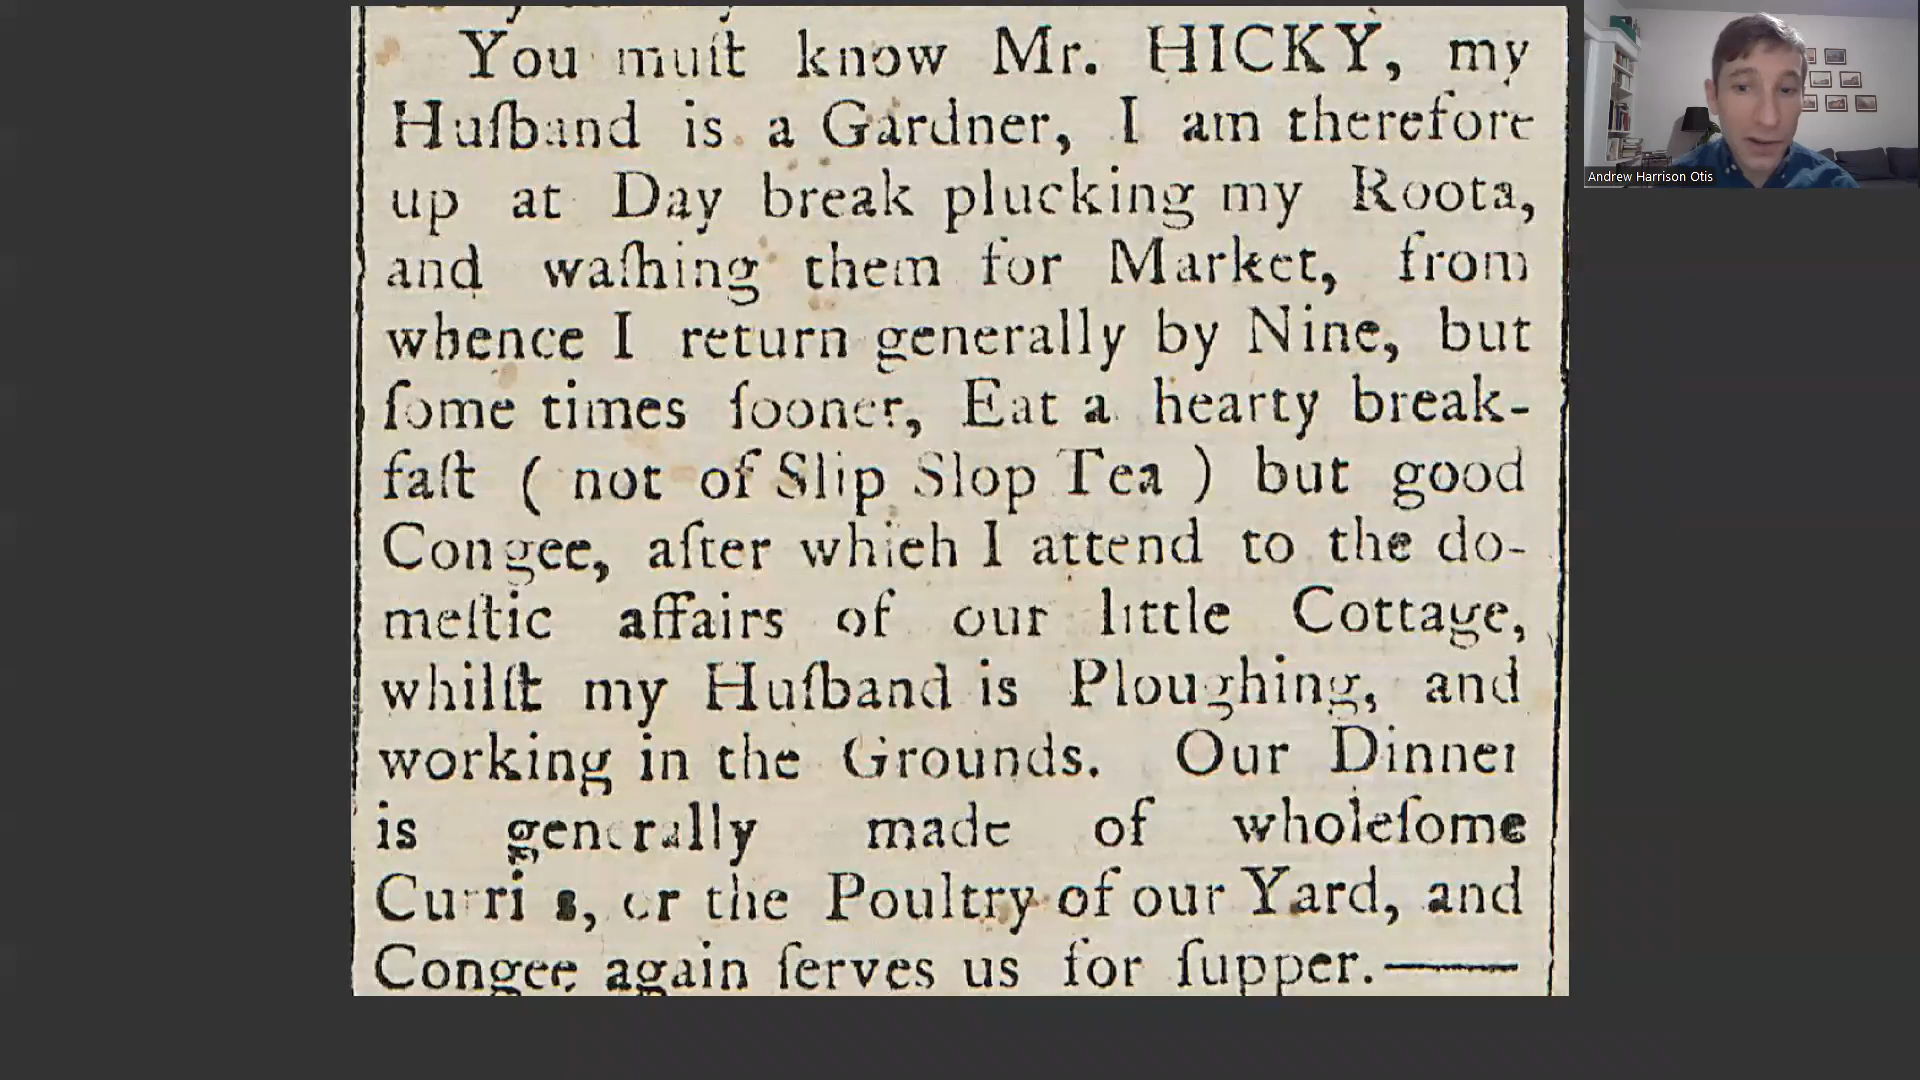 You muſt know Mr. HICKY, my
Huſband is a Gardner, I am therefore
up at Day break plucking my Roota,
and waſhing them for Market, from
whence I return generally by Nine, but
ſome times ſooner, Eat a hearty break-
faſt ( not of Slip Slop Tea ) but good
Congee, aſter whieh I attend to the do-
meſtic affairs of our little Cottage,
whilſt my Huſband is Ploughing, and
working in the Grounds. Our Dinner
is generally made of wholeſome
Curri s, or the Poultry of our Yard, and
Congee again ſerves us for ſupper.——
Andrew Harrison Otis